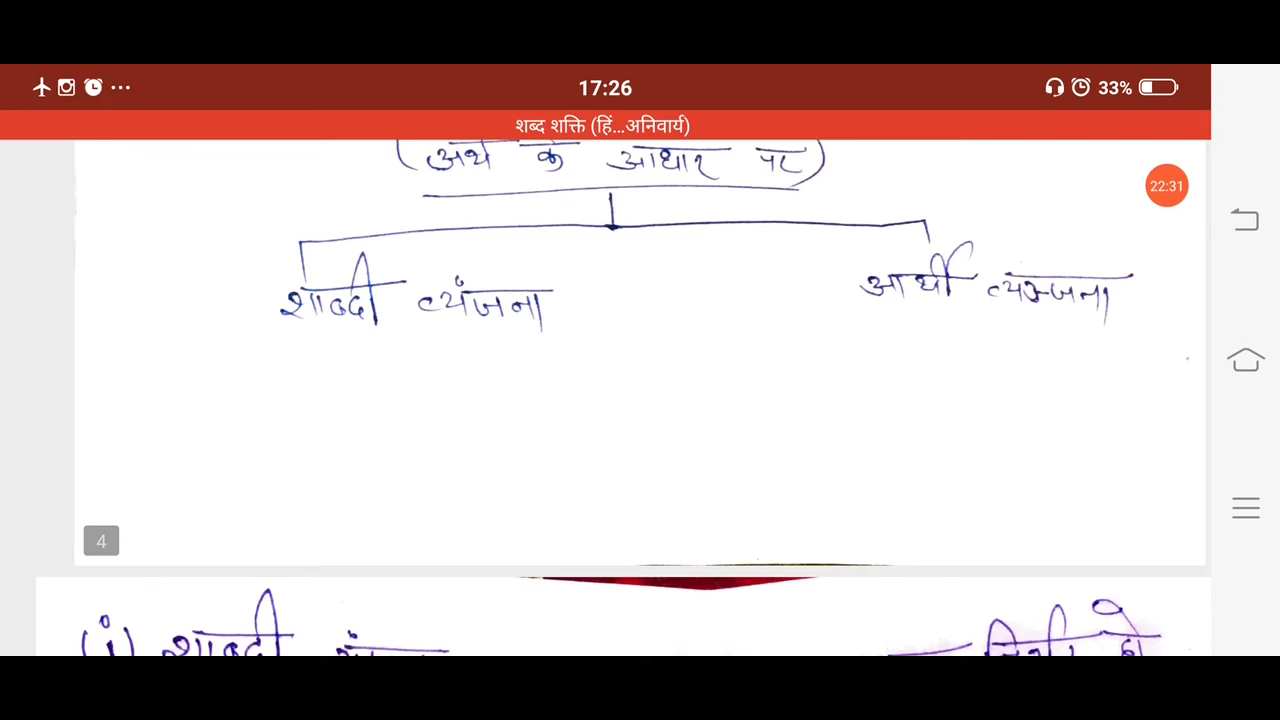 17:26
33%
शब्द शक्ति (हिं...अनिवार्य)
22:31
(अर्थ के आधार पर)
शाब्दी व्यंजना
आर्थी व्यञ्जना
4
(i) शाब्दी